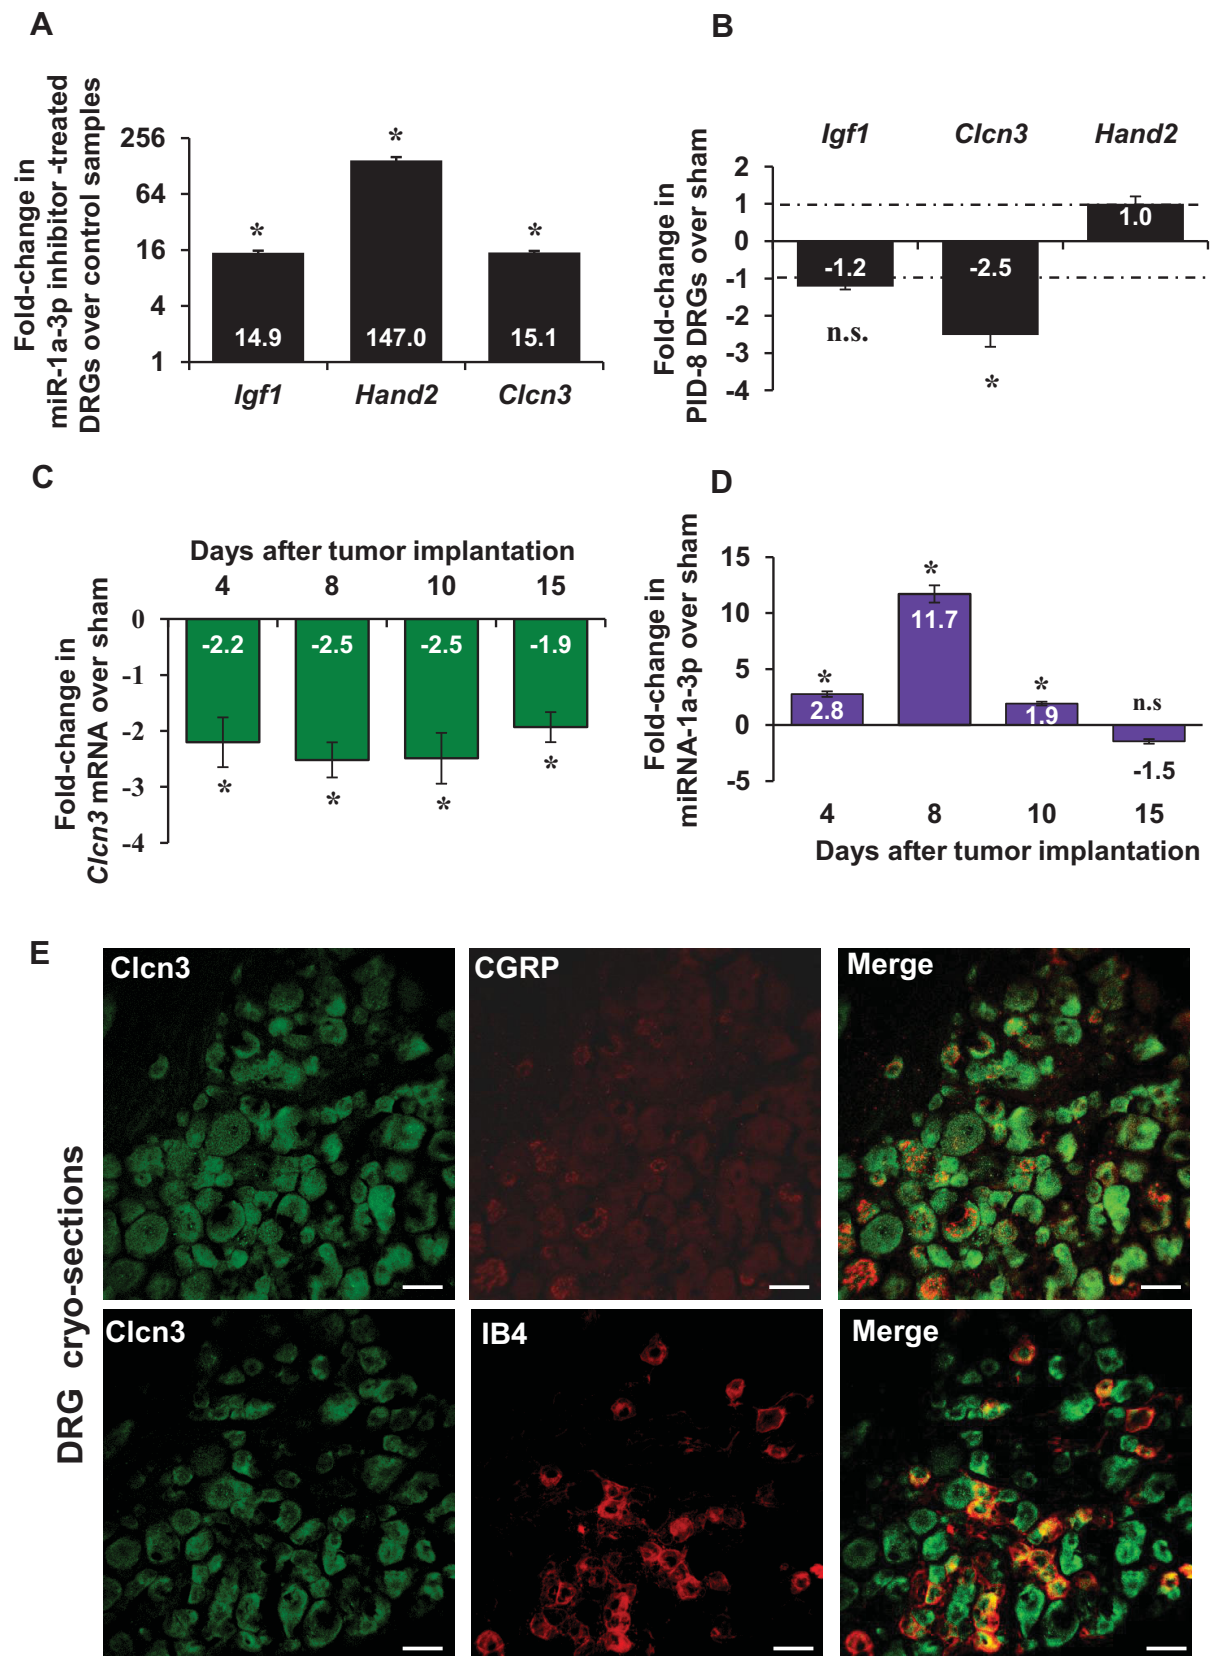 A
Fold-change in
miR-1a-3p inhibitor -treated
DRGs over control samples
256
64
16
4
1
*
*
*
14.9
147.0
15.1
Igf1
Hand2
Clcn3
B
Fold-change in
PID-8 DRGs over sham
Igf1
Clcn3
Hand2
2
1
0
-1
-2
-3
-4
-1.2
-2.5
1.0
n.s.
*
C
Fold-change in
Clcn3 mRNA over sham
Days after tumor implantation
4
8
10
15
0
-1
-2
-3
-4
-2.2
-2.5
-2.5
-1.9
*
*
*
*
D
Fold-change in
miRNA-1a-3p over sham
15
10
5
0
-5
*
*
*
n.s
2.8
11.7
1.9
-1.5
4
8
10
15
Days after tumor implantation
E
DRG cryo-sections
Clcn3
CGRP
Merge
Clcn3
IB4
Merge